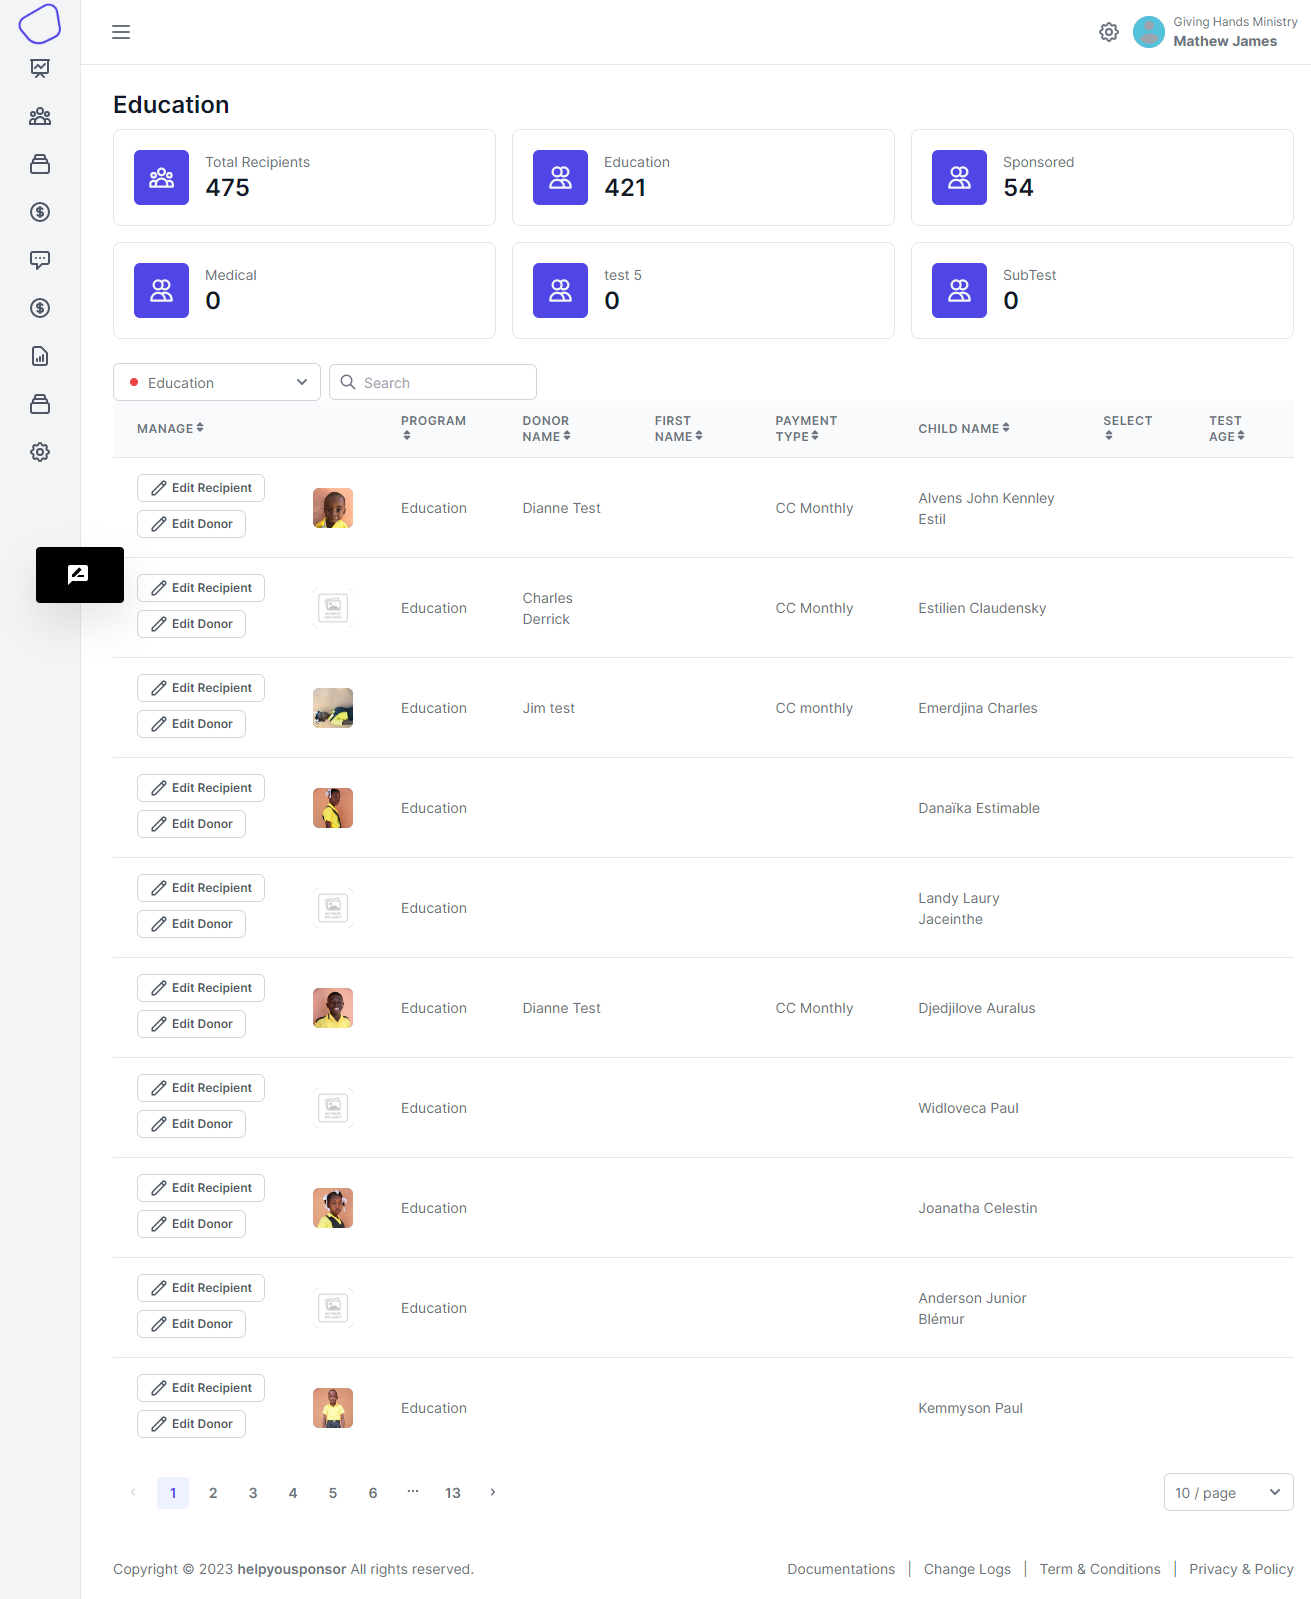 Giving Hands Ministry
Mathew James
Education
Total Recipients
475
Education
421
Sponsored
54
Medical
0
test 5
0
SubTest
0
Education
Search
MANAGE
PROGRAM
DONOR NAME
FIRST NAME
PAYMENT TYPE
CHILD NAME
SELECT
TEST AGE
Edit Recipient
Edit Donor
Education
Dianne Test
CC Monthly
Alvens John Kennley
Estil
Edit Recipient
Edit Donor
Education
Charles
Derrick
CC Monthly
Estilien Claudensky
Edit Recipient
Edit Donor
Education
Jim test
CC monthly
Emerdjina Charles
Edit Recipient
Edit Donor
Education
Danaïka Estimable
Edit Recipient
Edit Donor
Education
Landy Laury
Jaceinthe
Edit Recipient
Edit Donor
Education
Dianne Test
CC Monthly
Djedjilove Auralus
Edit Recipient
Edit Donor
Education
Widloveca Paul
Edit Recipient
Edit Donor
Education
Joanatha Celestin
Edit Recipient
Edit Donor
Education
Anderson Junior
Blémur
Edit Recipient
Edit Donor
Education
Kemmyson Paul
1 2 3 4 5 6 ··· 13
10 / page
Copyright © 2023 helpyousponsor All rights reserved.
Documentations | Change Logs | Term & Conditions | Privacy & Policy